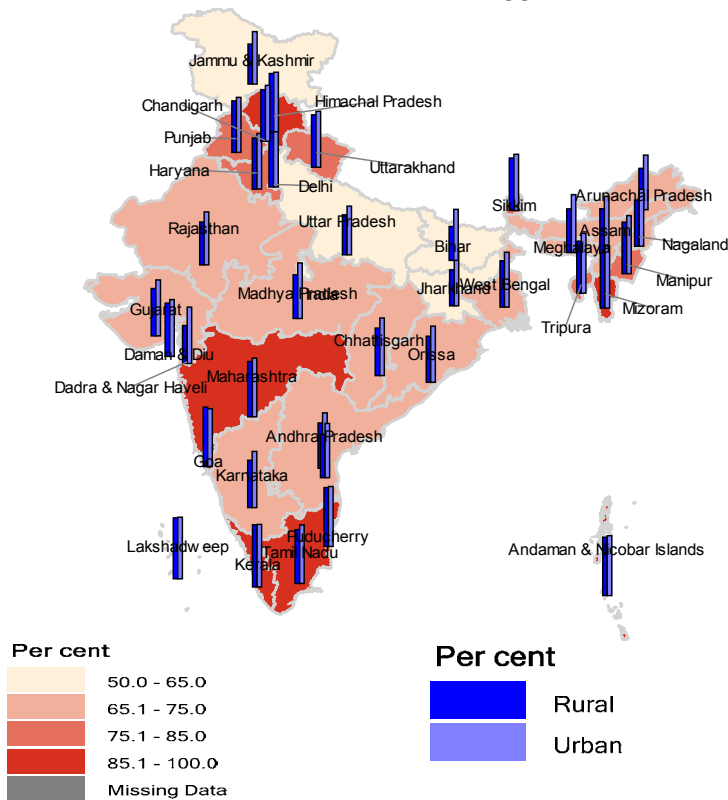 Jammu & Kashmir
Chandigarh
Himachal Pradesh
Punjab
Uttarakhand
Haryana
Delhi
Sikkim
Arunachal Pradesh
Rajasthan
Uttar Pradesh
Assam
Bihar
Meghalaya
Nagaland
Manipur
Jharkhand
West Bengal
Madhya Pradesh
India
Gujarat
Mizoram
Tripura
Chhattisgarh
Orissa
Daman & Diu
Dadra & Nagar Haveli
Maharashtra
Andhra Pradesh
Goa
Karnataka
Puducherry
Lakshadweep
Tamil Nadu
Kerala
Andaman & Nicobar Islands
Per cent
50.0 - 65.0
65.1 - 75.0
75.1 - 85.0
85.1 - 100.0
Missing Data
Per cent
Rural
Urban